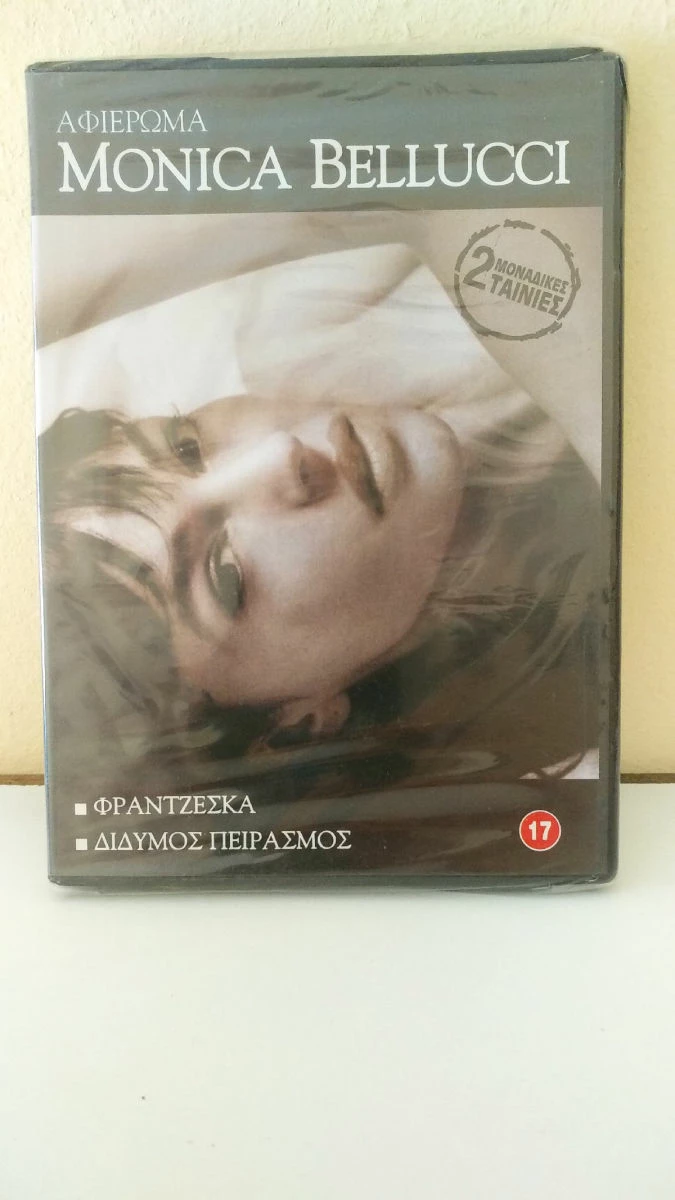 ΑΦΙΕΡΩΜΑ
MONICA BELLUCCI
2 ΜΟΝΑΔΙΚΕΣ
ΤΑΙΝΙΕΣ
ΦΡΑΝΤΖΕΣΚΑ
ΔΙΔΥΜΟΣ ΠΕΙΡΑΣΜΟΣ
17